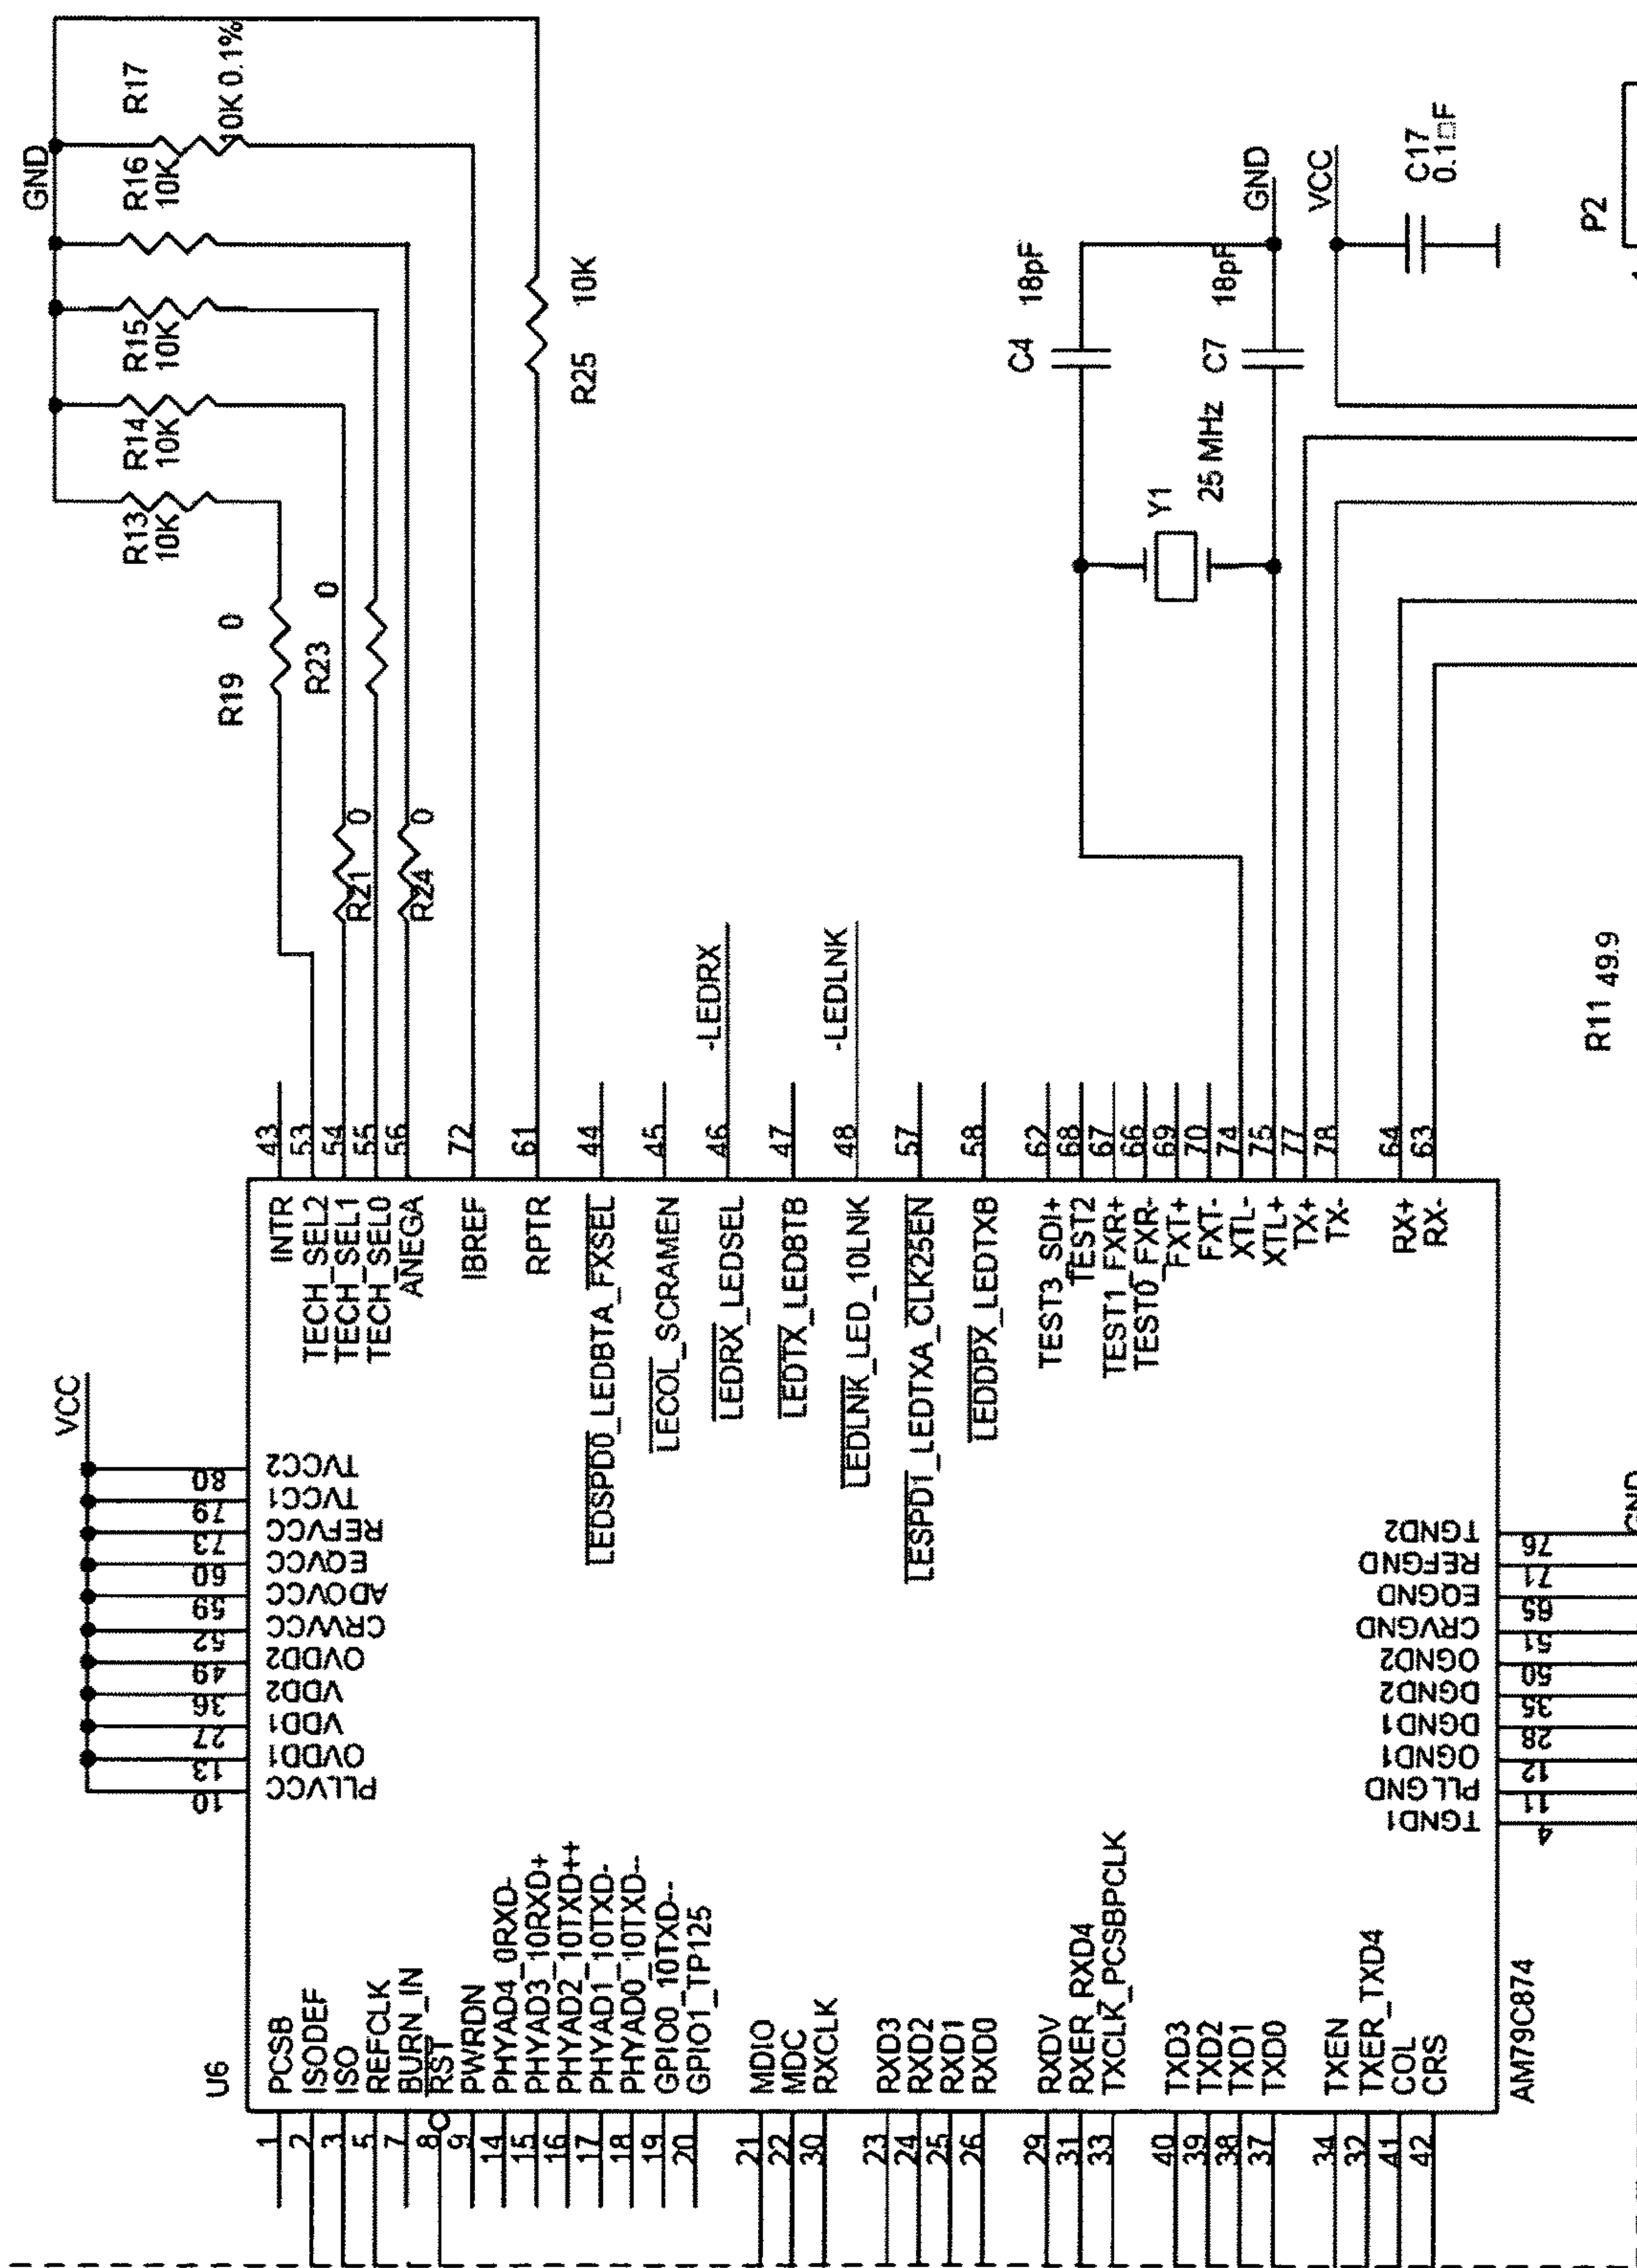 U6
AM79C874
1 PCSB
2 ISODEF
3 ISO
5 REFCLK
7 BURN_IN
8 RST
9 PWRDN
14 PHYAD4_0RXD-
15 PHYAD3_10RXD+
16 PHYAD2_10TXD++
17 PHYAD1_10TXD-
18 PHYAD0_10TXD--
19 GPIO0_10TXD--
20 GPIO1_TP125
21 MDIO
22 MDC
30 RXCLK
23 RXD3
24 RXD2
25 RXD1
26 RXD0
29 RXDV
31 RXER_RXD4
33 TXCLK_PCSBPCLK
40 TXD3
39 TXD2
38 TXD1
37 TXD0
34 TXEN
32 TXER_TXD4
41 COL
42 CRS
VCC
10 PLLVCC
13 OVDD1
27 VDD1
36 VDD2
49 OVDD2
52 CRVVCC
59 ADOVCC
60 EQVCC
73 REFVCC
79 TVCC1
80 TVCC2
4 TGND1
11 PLLGND
12 OGND1
28 DGND1
35 DGND2
50 OGND2
51 CRVGND
65 EQGND
71 REFGND
76 TGND2
GND
INTR 43
TECH_SEL2 53
TECH_SEL1 54
TECH_SEL0 55
ANEGA 56
IBREF 72
RPTR 61
LEDSPD0_LEDBTA_FXSEL 44
LECOL_SCRAMEN 45
LEDRX_LEDSEL 46 -LEDRX
LEDTX_LEDBTB 47
LEDLNK_LED_10LNK 48 -LEDLNK
LESPD1_LEDTXA_CLK25EN 57
LEDDPX_LEDTXB 58
TEST3_SDI+ 62
TEST2 68
TEST1_FXR+ 67
TEST0_FXR- 66
FXT+ 69
FXT- 70
XTL- 74
XTL+ 75
TX+ 77
TX- 78
RX+ 64
RX- 63
R19 0
R23 0
R21 0
R24 0
R13
10K
R14
10K
R15
10K
R16
10K
R17
10K 0.1%
GND
R25 10K
C4 18pF
Y1
25 MHz
C7 18pF
GND
VCC
C17
0.1□F
P2
R11 49.9